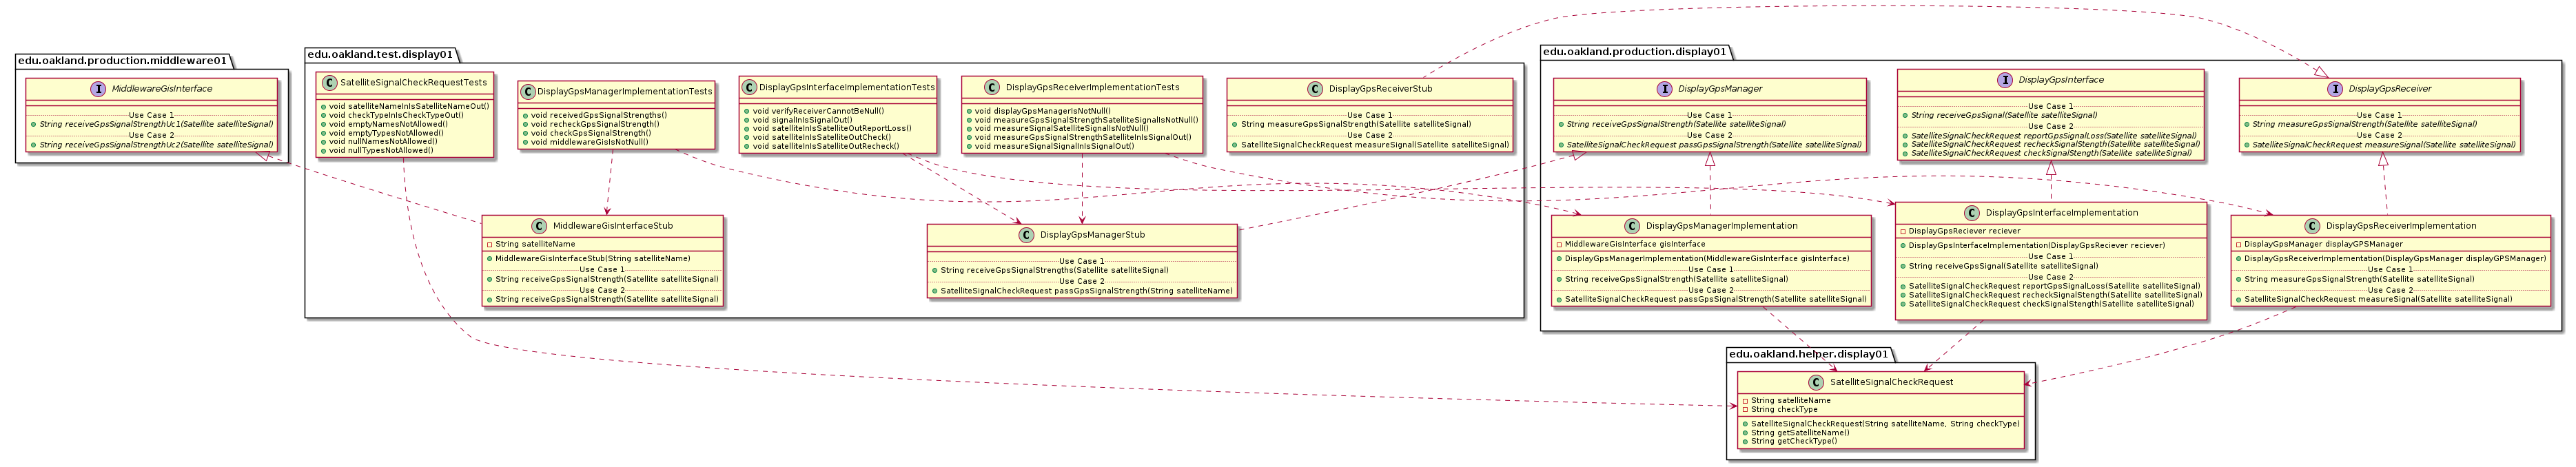 edu.oakland.production.middleware01
MiddlewareGisInterface
Use Case 1
String receiveGpsSignalStrengthUc1(Satellite satelliteSignal)
Use Case 2
String receiveGpsSignalStrengthUc2(Satellite satelliteSignal)
edu.oakland.test.display01
SatelliteSignalCheckRequestTests
void satelliteNameInIsSatelliteNameOut()
void checkTypeInIsCheckTypeOut()
void emptyNamesNotAllowed()
void emptyTypesNotAllowed()
void nullNamesNotAllowed()
void nullTypesNotAllowed()
DisplayGpsManagerImplementationTests
void receivedGpsSignalStrengths()
void recheckGpsSignalStrength()
void checkGpsSignalStrength()
void middlewareGisIsNotNull()
DisplayGpsInterfaceImplementationTests
void verifyReceiverCannotBeNull()
void signalInIsSignalOut()
void satelliteInIsSatelliteOutReportLoss()
void satelliteInIsSatelliteOutCheck()
void satelliteInIsSatelliteOutRecheck()
DisplayGpsReceiverImplementationTests
void displayGpsManagerIsNotNull()
void measureGpsSignalStrengthSatelliteSignalIsNotNull()
void measureSignalSatelliteSignalIsNotNull()
void measureGpsSignalStrengthSatelliteInIsSignalOut()
void measureSignalSignalInIsSignalOut()
DisplayGpsReceiverStub
Use Case 1
String measureGpsSignalStrength(Satellite satelliteSignal)
Use Case 2
SatelliteSignalCheckRequest measureSignal(Satellite satelliteSignal)
MiddlewareGisInterfaceStub
String satelliteName
MiddlewareGisInterfaceStub(String satelliteName)
Use Case 1
String receiveGpsSignalStrength(Satellite satelliteSignal)
Use Case 2
String receiveGpsSignalStrength(Satellite satelliteSignal)
DisplayGpsManagerStub
Use Case 1
String receiveGpsSignalStrengths(Satellite satelliteSignal)
Use Case 2
SatelliteSignalCheckRequest passGpsSignalStrength(String satelliteName)
edu.oakland.production.display01
DisplayGpsManager
Use Case 1
String receiveGpsSignalStrength(Satellite satelliteSignal)
Use Case 2
SatelliteSignalCheckRequest passGpsSignalStrength(Satellite satelliteSignal)
DisplayGpsInterface
Use Case 1
String receiveGpsSignal(Satellite satelliteSignal)
Use Case 2
SatelliteSignalCheckRequest reportGpsSignalLoss(Satellite satelliteSignal)
SatelliteSignalCheckRequest recheckSignalStength(Satellite satelliteSignal)
SatelliteSignalCheckRequest checkSignalStength(Satellite satelliteSignal)
DisplayGpsReceiver
Use Case 1
String measureGpsSignalStrength(Satellite satelliteSignal)
Use Case 2
SatelliteSignalCheckRequest measureSignal(Satellite satelliteSignal)
DisplayGpsManagerImplementation
MiddlewareGisInterface gisInterface
DisplayGpsManagerImplementation(MiddlewareGisInterface gisInterface)
Use Case 1
String receiveGpsSignalStrength(Satellite satelliteSignal)
Use Case 2
SatelliteSignalCheckRequest passGpsSignalStrength(Satellite satelliteSignal)
DisplayGpsInterfaceImplementation
DisplayGpsReciever reciever
DisplayGpsInterfaceImplementation(DisplayGpsReciever reciever)
Use Case 1
String receiveGpsSignal(Satellite satelliteSignal)
Use Case 2
SatelliteSignalCheckRequest reportGpsSignalLoss(Satellite satelliteSignal)
SatelliteSignalCheckRequest recheckSignalStength(Satellite satelliteSignal)
SatelliteSignalCheckRequest checkSignalStength(Satellite satelliteSignal)
DisplayGpsReceiverImplementation
DisplayGpsManager displayGPSManager
DisplayGpsReceiverImplementation(DisplayGpsManager displayGPSManager)
Use Case 1
String measureGpsSignalStrength(Satellite satelliteSignal)
Use Case 2
SatelliteSignalCheckRequest measureSignal(Satellite satelliteSignal)
edu.oakland.helper.display01
SatelliteSignalCheckRequest
String satelliteName
String checkType
SatelliteSignalCheckRequest(String satelliteName, String checkType)
String getSatelliteName()
String getCheckType()